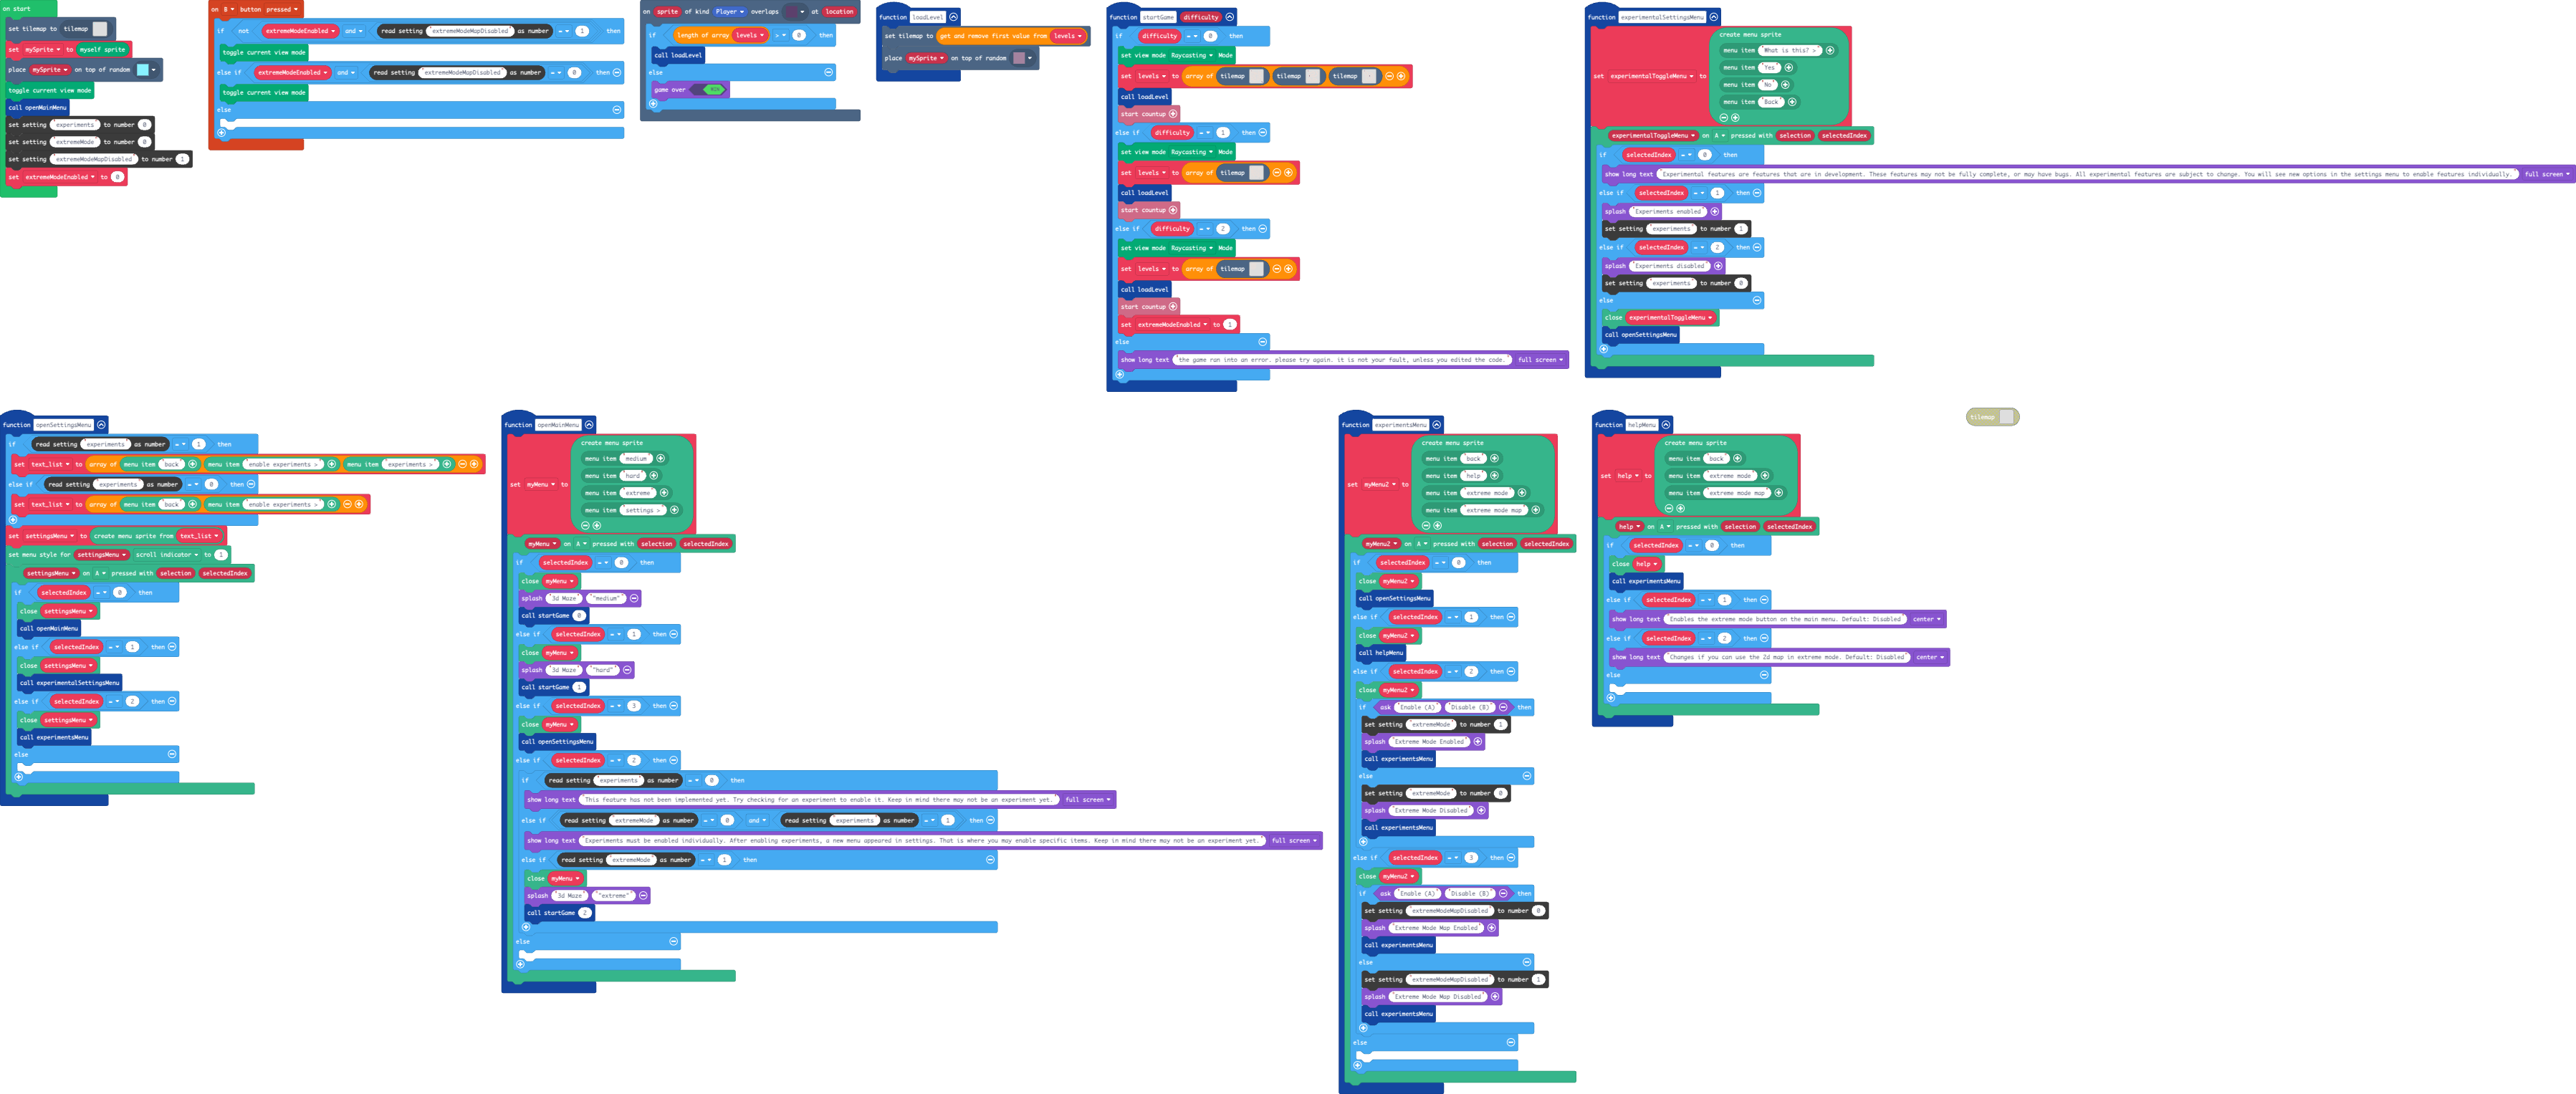 on start
set tilemap to tilemap
set mySprite to myself sprite
place mySprite on top of random
toggle current view mode
call openMainMenu
set setting "experiments" to number 0
set setting "extremeMode" to number 0
set setting "extremeModeMapDisabled" to number 1
set extremeModeEnabled to 0
on B button pressed
if not extremeModeEnabled and read setting "extremeModeMapDisabled" as number = 1 then
toggle current view mode
else if extremeModeEnabled and read setting "extremeModeMapDisabled" as number = 0 then
toggle current view mode
else
on sprite of kind Player overlaps at location
if length of array levels > 0 then
call loadLevel
else
game over WIN
function loadLevel
set tilemap to get and remove first value from levels
place mySprite on top of random
function startGame difficulty
if difficulty = 0 then
set view mode Raycasting Mode
set levels to array of tilemap tilemap tilemap
call loadLevel
start countup
else if difficulty = 1 then
set view mode Raycasting Mode
set levels to array of tilemap
call loadLevel
start countup
else if difficulty = 2 then
set view mode Raycasting Mode
set levels to array of tilemap
call loadLevel
start countup
set extremeModeEnabled to 1
else
show long text "the game ran into an error. please try again. it is not your fault, unless you edited the code." full screen
function experimentalSettingsMenu
set experimentalToggleMenu to
create menu sprite
menu item "What is this? >"
menu item "Yes"
menu item "No"
menu item "Back"
experimentalToggleMenu on A pressed with selection selectedIndex
if selectedIndex = 0 then
show long text "Experimental features are features that are in development. These features may not be fully complete, or may have bugs. All experimental features are subject to change. You will see new options in the settings menu to enable features individually." full screen
else if selectedIndex = 1 then
splash "Experiments enabled"
set setting "experiments" to number 1
else if selectedIndex = 2 then
splash "Experiments disabled"
set setting "experiments" to number 0
else
close experimentalToggleMenu
call openSettingsMenu
function openSettingsMenu
if read setting "experiments" as number = 1 then
set text_list to array of menu item "back" menu item "enable experiments >" menu item "experiments >"
else if read setting "experiments" as number = 0 then
set text_list to array of menu item "back" menu item "enable experiments >"
set settingsMenu to create menu sprite from text_list
set menu style for settingsMenu scroll indicator to 1
settingsMenu on A pressed with selection selectedIndex
if selectedIndex = 0 then
close settingsMenu
call openMainMenu
else if selectedIndex = 1 then
close settingsMenu
call experimentalSettingsMenu
else if selectedIndex = 2 then
close settingsMenu
call experimentsMenu
else
function openMainMenu
set myMenu to
create menu sprite
menu item "medium"
menu item "hard"
menu item "extreme"
menu item "settings >"
myMenu on A pressed with selection selectedIndex
if selectedIndex = 0 then
close myMenu
splash "3d Maze" ""medium""
call startGame 0
else if selectedIndex = 1 then
close myMenu
splash "3d Maze" ""hard""
call startGame 1
else if selectedIndex = 3 then
close myMenu
call openSettingsMenu
else if selectedIndex = 2 then
if read setting "experiments" as number = 0 then
show long text "This feature has not been implemented yet. Try checking for an experiment to enable it. Keep in mind there may not be an experiment yet." full screen
else if read setting "extremeMode" as number = 0 and read setting "experiments" as number = 1 then
show long text "Experiments must be enabled individually. After enabling experiments, a new menu appeared in settings. That is where you may enable specific items. Keep in mind there may not be an experiment yet." full screen
else if read setting "extremeMode" as number = 1 then
close myMenu
splash "3d Maze" ""extreme""
call startGame 2
else
function experimentsMenu
set myMenu2 to
create menu sprite
menu item "back"
menu item "help"
menu item "extreme mode"
menu item "extreme mode map"
myMenu2 on A pressed with selection selectedIndex
if selectedIndex = 0 then
close myMenu2
call openSettingsMenu
else if selectedIndex = 1 then
close myMenu2
call helpMenu
else if selectedIndex = 2 then
close myMenu2
if ask "Enable (A)" "Disable (B)" then
set setting "extremeMode" to number 1
splash "Extreme Mode Enabled"
call experimentsMenu
else
set setting "extremeMode" to number 0
splash "Extreme Mode Disabled"
call experimentsMenu
else if selectedIndex = 3 then
close myMenu2
if ask "Enable (A)" "Disable (B)" then
set setting "extremeModeMapDisabled" to number 0
splash "Extreme Mode Map Enabled"
call experimentsMenu
else
set setting "extremeModeMapDisabled" to number 1
splash "Extreme Mode Map Disabled"
call experimentsMenu
else
function helpMenu
set help to
create menu sprite
menu item "back"
menu item "extreme mode"
menu item "extreme mode map"
help on A pressed with selection selectedIndex
if selectedIndex = 0 then
close help
call experimentsMenu
else if selectedIndex = 1 then
show long text "Enables the extreme mode button on the main menu. Default: Disabled" center
else if selectedIndex = 2 then
show long text "Changes if you can use the 2d map in extreme mode. Default: Disabled" center
else
tilemap